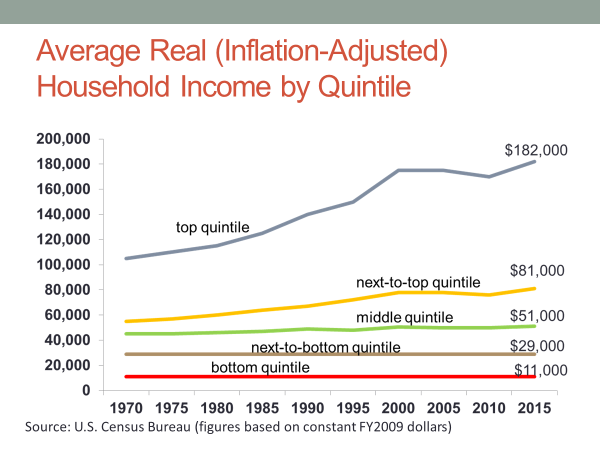 Average Real (Inflation-Adjusted)
Household Income by Quintile
200,000
180,000
160,000
140,000
120,000
100,000
80,000
60,000
40,000
20,000
0
$182,000
top quintile
$81,000
next-to-top quintile
$51,000
middle quintile
$29,000
next-to-bottom quintile
$11,000
bottom quintile
1970 1975 1980 1985 1990 1995 2000 2005 2010 2015
Source: U.S. Census Bureau (figures based on constant FY2009 dollars)